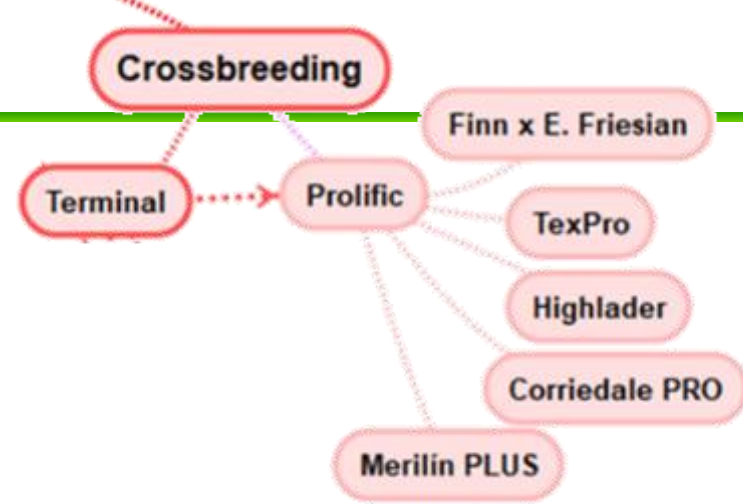 Crossbreeding
Finn x E. Friesian
Terminal
Prolific
TexPro
Highlader
Corriedale PRO
Merilín PLUS